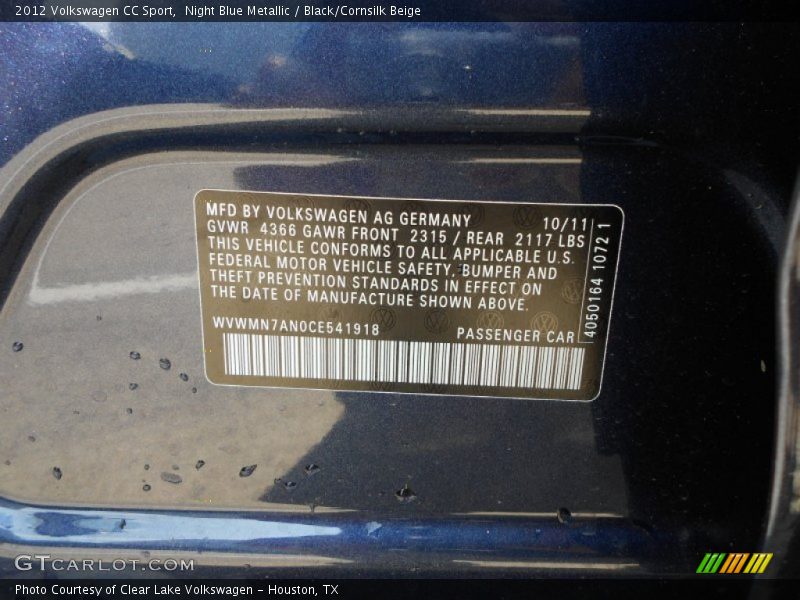 2012 Volkswagen CC Sport,  Night Blue Metallic / Black/Cornsilk Beige
MFD BY VOLKSWAGEN AG GERMANY 10/11
GVWR 4366 GAWR FRONT 2315 / REAR 2117 LBS
THIS VEHICLE CONFORMS TO ALL APPLICABLE U.S.
FEDERAL MOTOR VEHICLE SAFETY, BUMPER AND
THEFT PREVENTION STANDARDS IN EFFECT ON
THE DATE OF MANUFACTURE SHOWN ABOVE.
WVWMN7AN0CE541918 PASSENGER CAR
4050164 1072 1
GTCARLOT.COM
Photo Courtesy of Clear Lake Volkswagen - Houston, TX